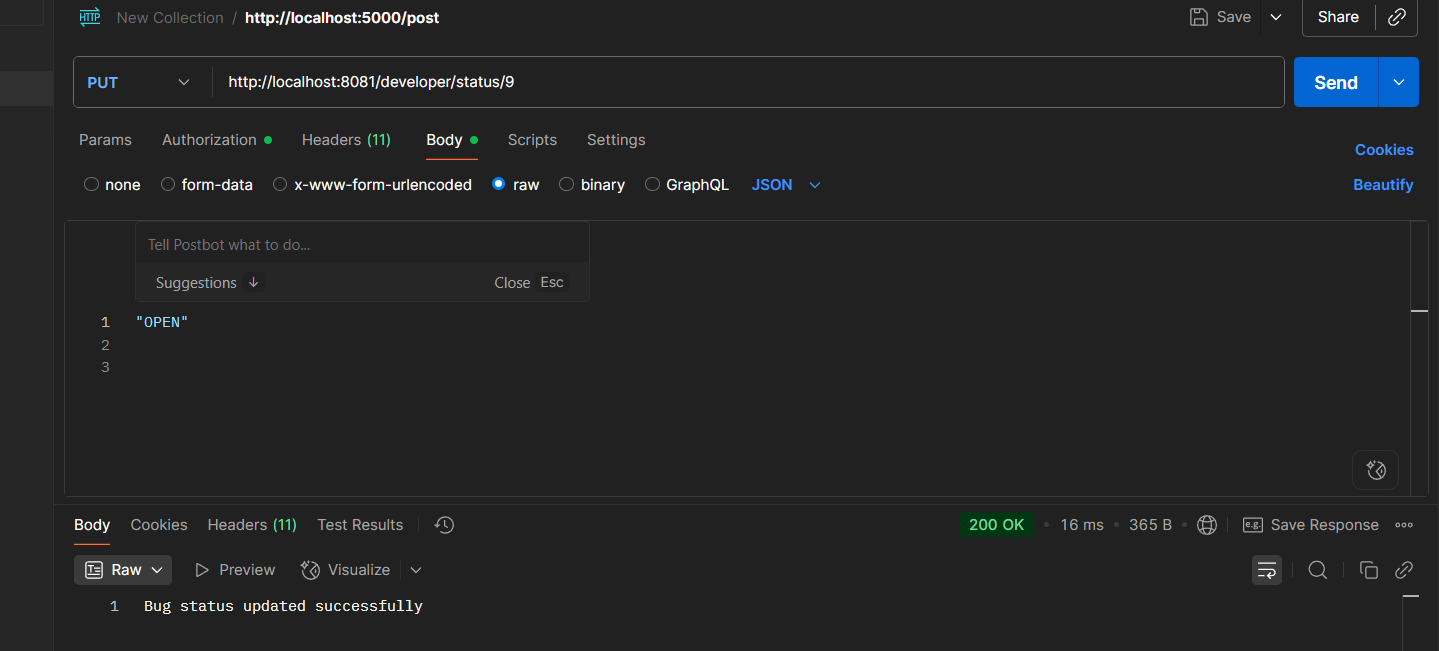 HTTP New Collection / http://localhost:5000/post Save Share
PUT http://localhost:8081/developer/status/9 Send
Params Authorization Headers (11) Body Scripts Settings Cookies
none form-data x-www-form-urlencoded raw binary GraphQL JSON Beautify
Tell Postbot what to do...
Suggestions ↓ Close Esc
1 "OPEN"
2
3
Body Cookies Headers (11) Test Results 200 OK • 16 ms • 365 B • e.g. Save Response
Raw Preview Visualize
1 Bug status updated successfully